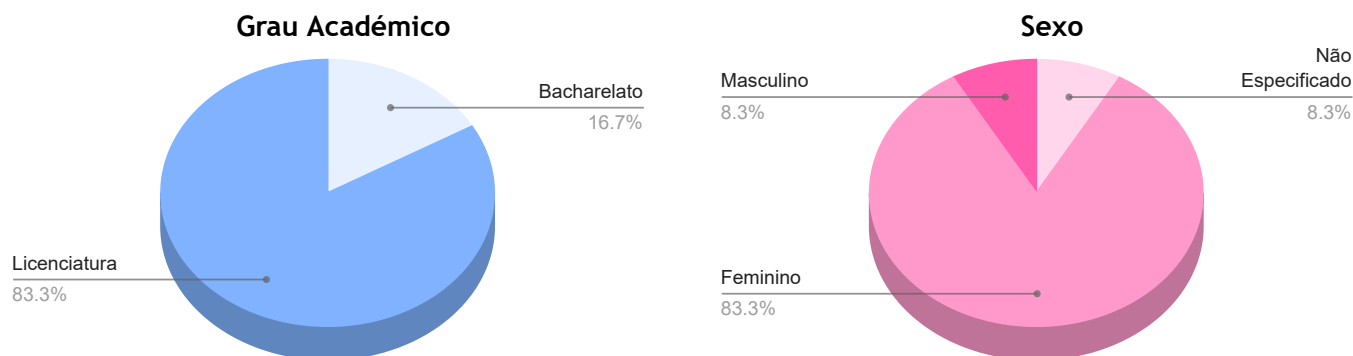 Grau Académico
Bacharelato
16.7%
Licenciatura
83.3%
Sexo
Masculino
8.3%
Não
Especificado
8.3%
Feminino
83.3%